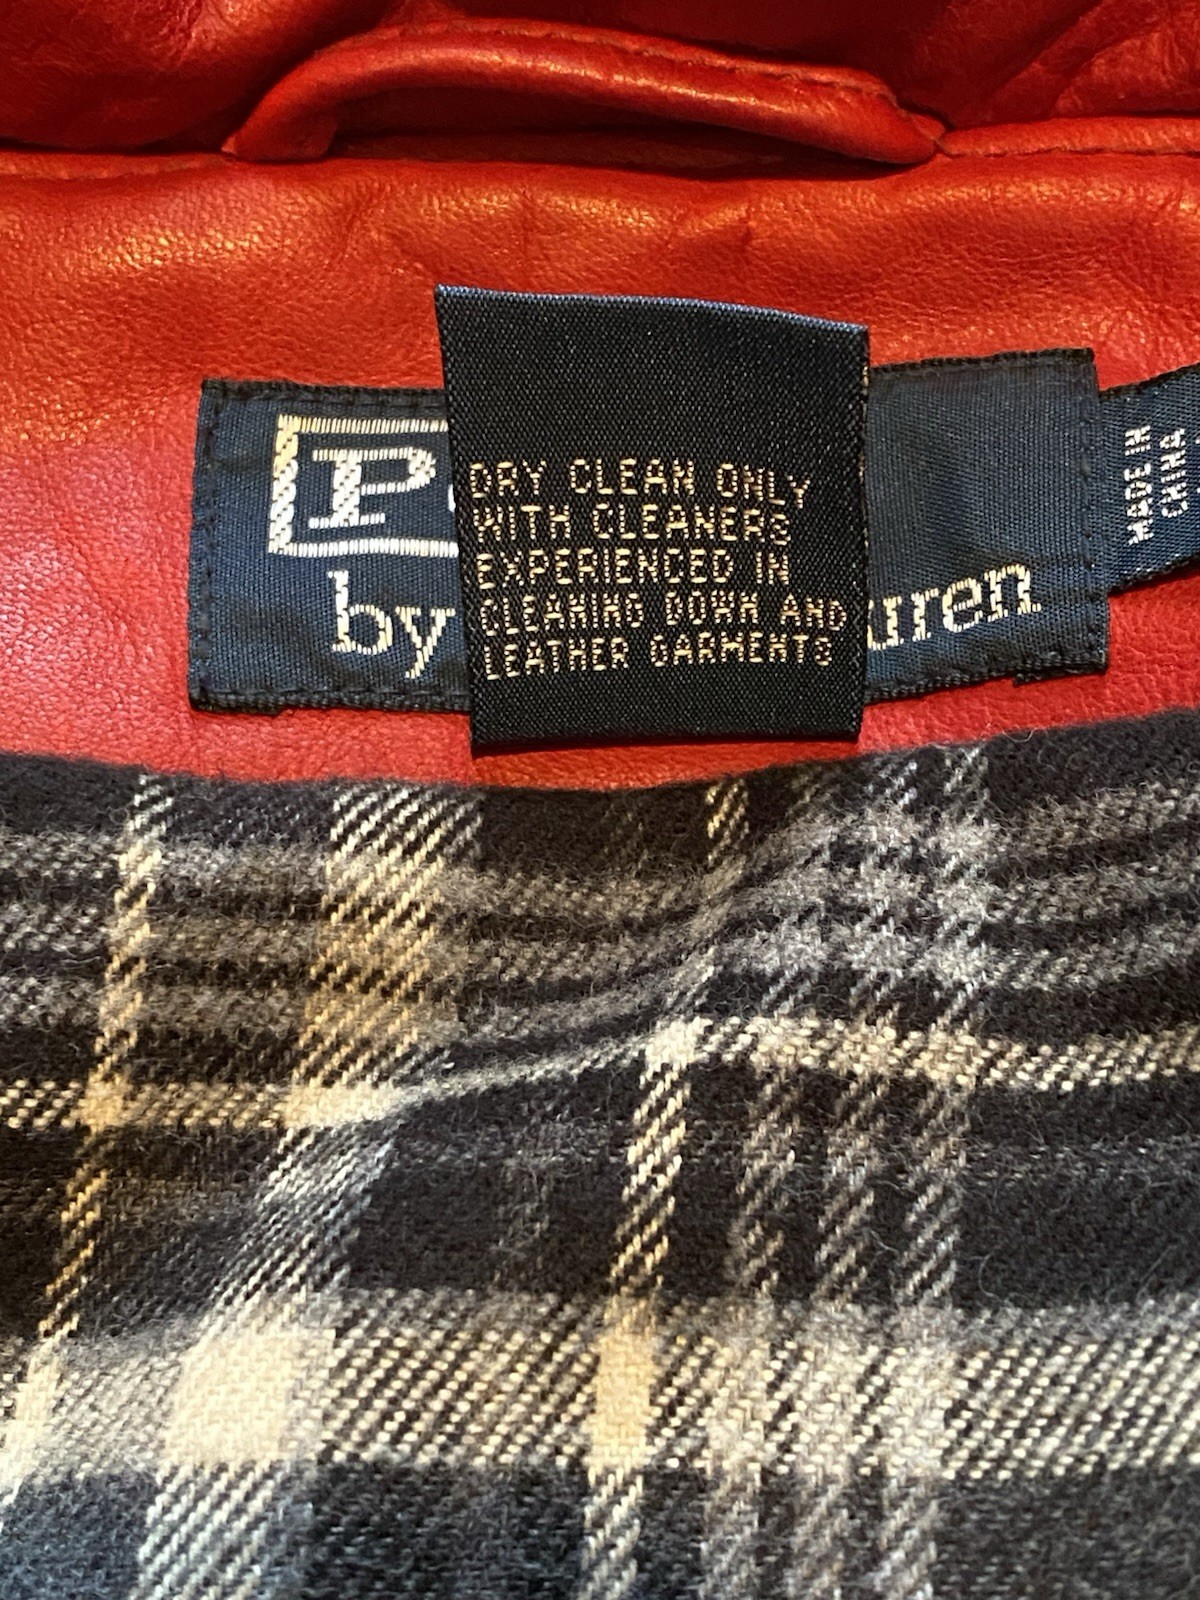 P
by uren
DRY CLEAN ONLY
WITH CLEANERS
EXPERIENCED IN
CLEANING DOWN AND
LEATHER GARMENTS
MADE IN
CHINA